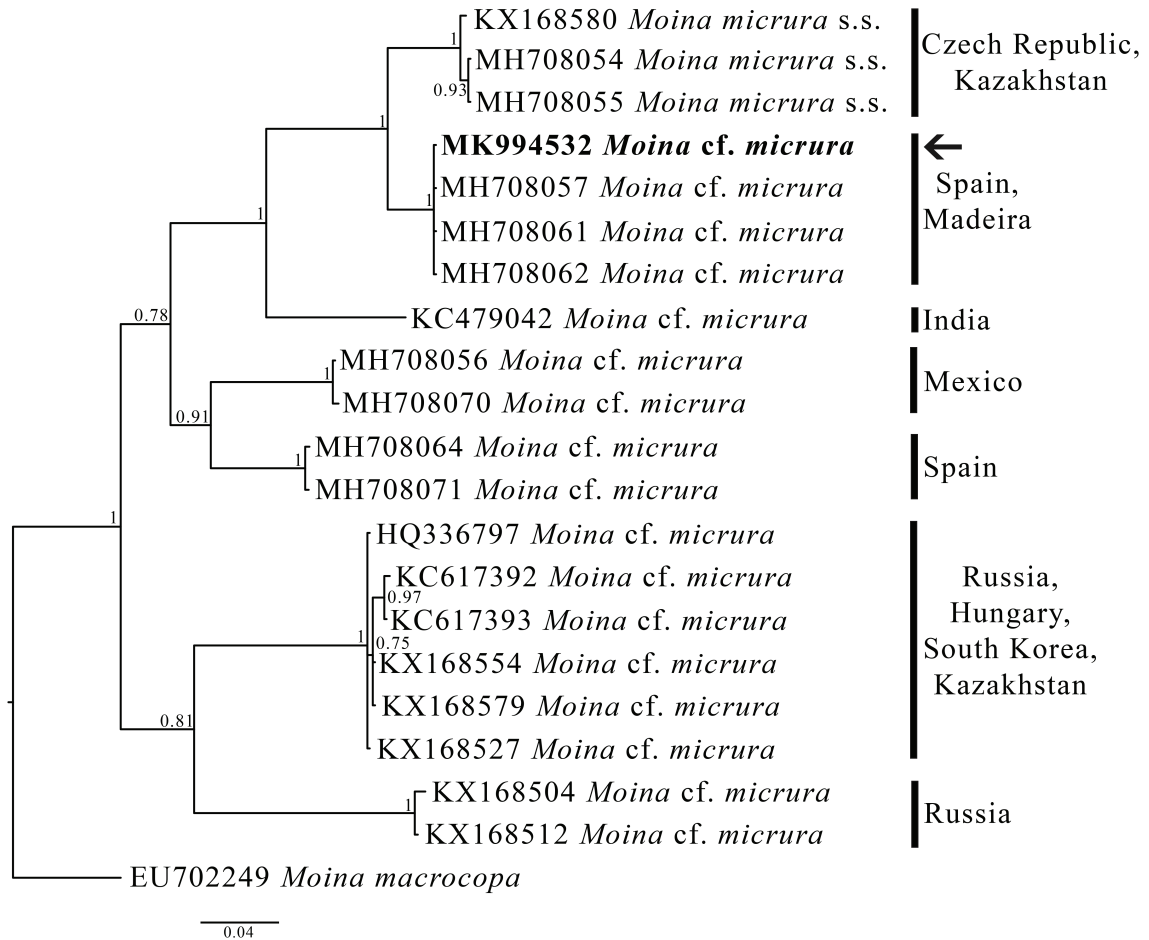 KX168580 Moina micrura s.s.
MH708054 Moina micrura s.s.
MH708055 Moina micrura s.s.
Czech Republic,
Kazakhstan
MK994532 Moina cf. micrura
MH708057 Moina cf. micrura
MH708061 Moina cf. micrura
MH708062 Moina cf. micrura
Spain,
Madeira
KC479042 Moina cf. micrura
India
MH708056 Moina cf. micrura
MH708070 Moina cf. micrura
Mexico
MH708064 Moina cf. micrura
MH708071 Moina cf. micrura
Spain
HQ336797 Moina cf. micrura
KC617392 Moina cf. micrura
KC617393 Moina cf. micrura
KX168554 Moina cf. micrura
KX168579 Moina cf. micrura
KX168527 Moina cf. micrura
Russia,
Hungary,
South Korea,
Kazakhstan
KX168504 Moina cf. micrura
KX168512 Moina cf. micrura
Russia
EU702249 Moina macrocopa
1
0.93
1
1
1
0.78
1
0.91
1
1
0.97
1
0.75
0.81
1
0.04